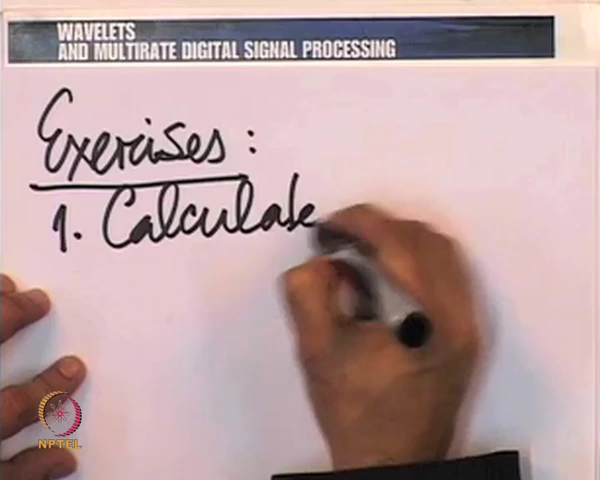 WAVELETS
AND MULTIRATE DIGITAL SIGNAL PROCESSING
Exercises:
1. Calculate
NPTEL